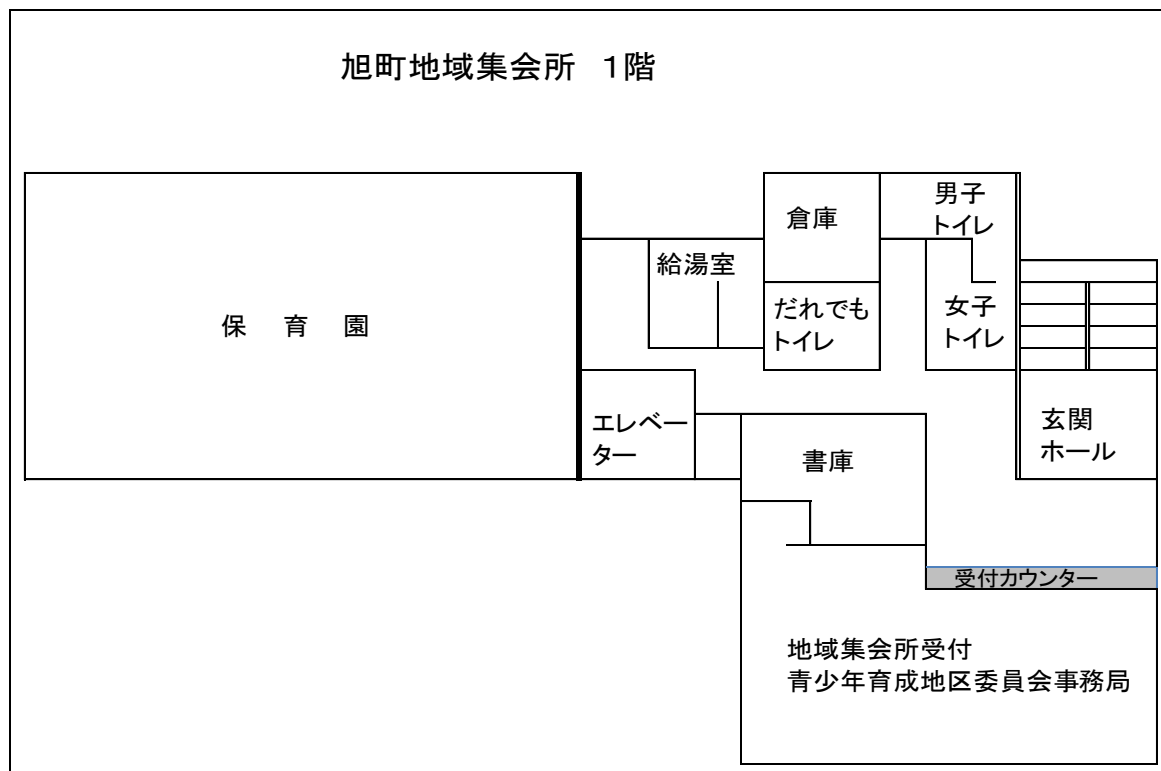 旭町地域集会所　1階
男子
トイレ
倉庫
給湯室
だれでも
トイレ
女子
トイレ
保　育　園
エレベー
ター
玄関
ホール
書庫
受付カウンター
地域集会所受付
青少年育成地区委員会事務局